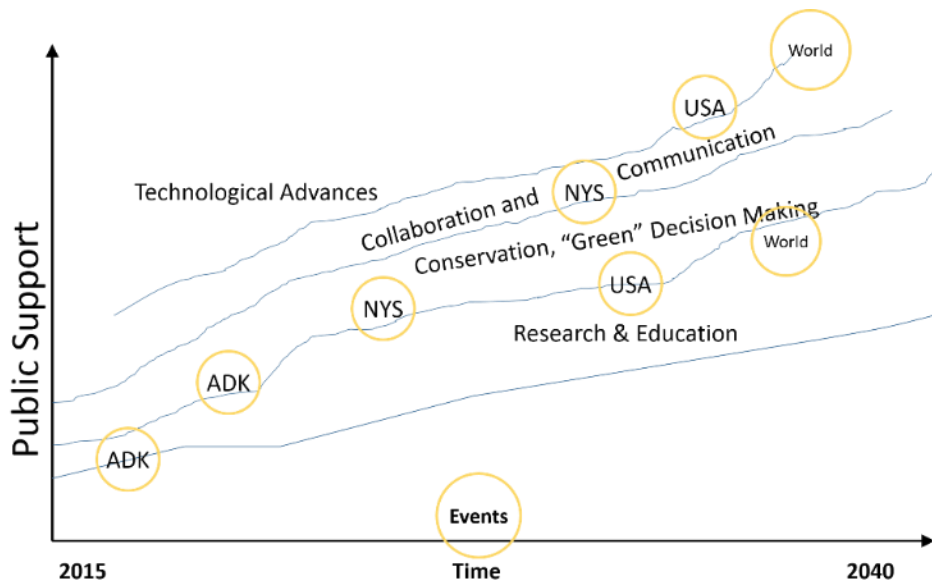 World
USA
Technological Advances
Collaboration and
Communication
NYS
Conservation, “Green” Decision Making
World
USA
NYS
Research & Education
ADK
ADK
Public Support
Events
2015
Time
2040